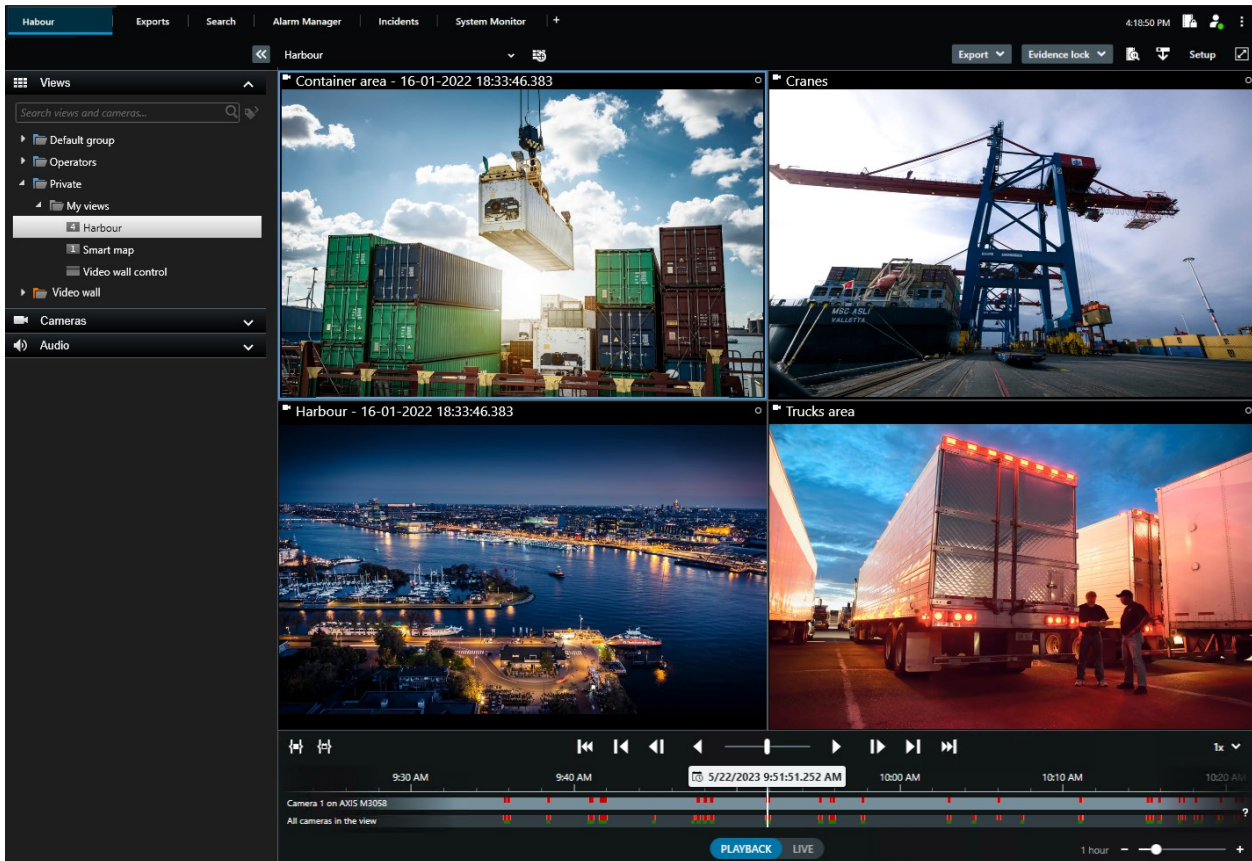 Habour
Exports
Search
Alarm Manager
Incidents
System Monitor
+
4:18:50 PM
Harbour
Export
Evidence lock
Setup
Views
Search views and cameras...
Default group
Operators
Private
My views
4 Harbour
1 Smart map
Video wall control
Video wall
Cameras
Audio
Container area - 16-01-2022 18:33:46.383
Cranes
MSC ASLI
VALLETTA
Harbour - 16-01-2022 18:33:46.383
Trucks area
1x
9:30 AM
9:40 AM
5/22/2023 9:51:51.252 AM
10:00 AM
10:10 AM
10:20 AM
Camera 1 on AXIS M3058
All cameras in the view
?
PLAYBACK
LIVE
1 hour